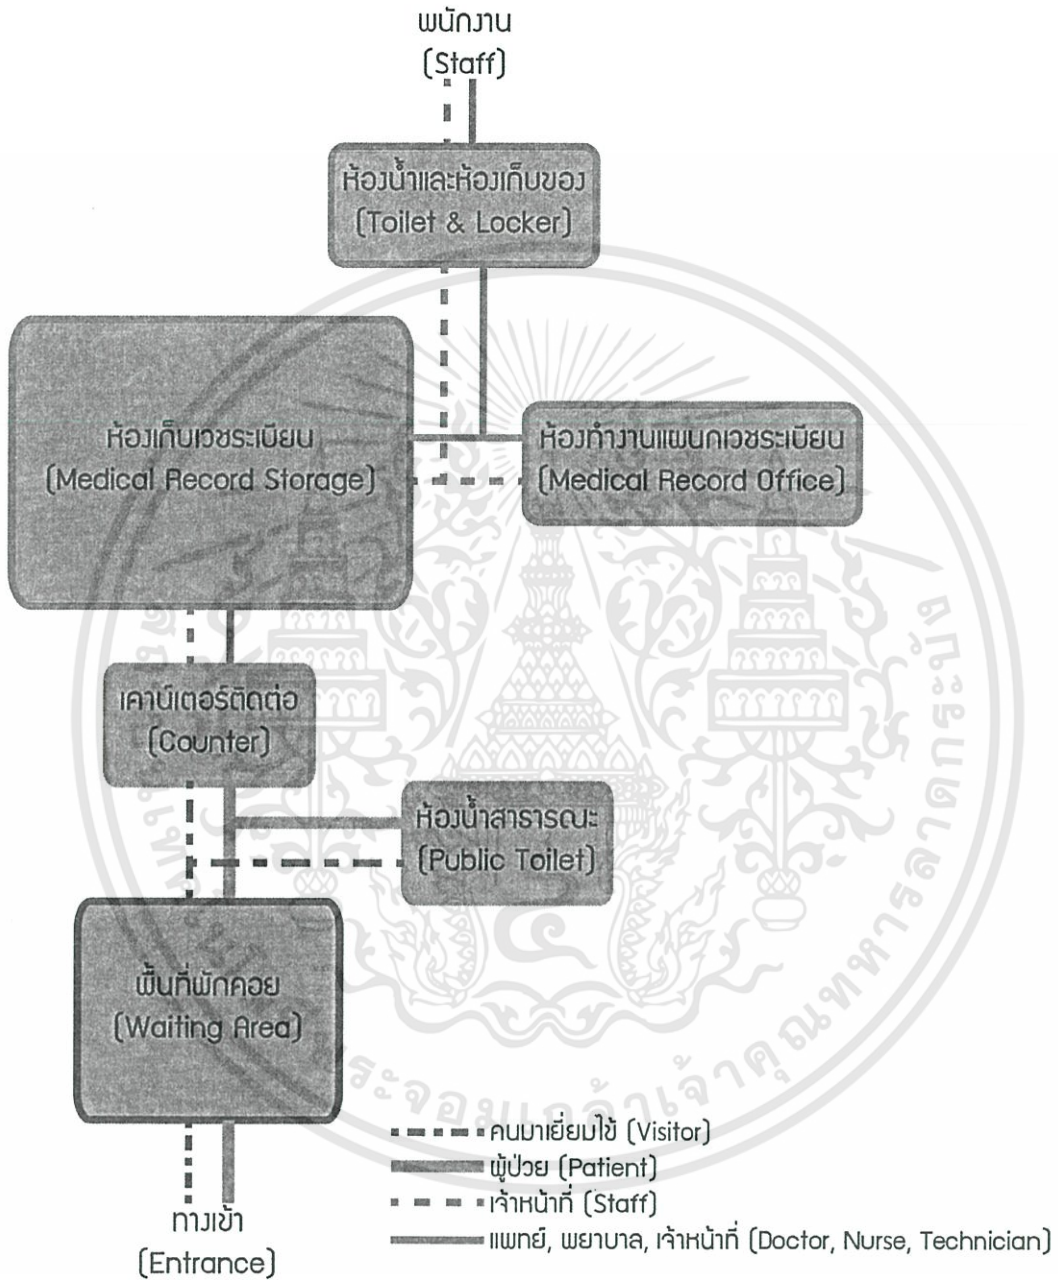 พนักงาน
(Staff)
ห้องน้ำและห้องเก็บของ
(Toilet & Locker)
ห้องเก็บเวชระเบียน
(Medical Record Storage)
ห้องทำงานแผนกเวชระเบียน
(Medical Record Office)
เคาน์เตอร์ติดต่อ
(Counter)
ห้องน้ำสาธารณะ
(Public Toilet)
พื้นที่พักคอย
(Waiting Area)
คนมาเยี่ยมไข้ (Visitor)
ผู้ป่วย (Patient)
เจ้าหน้าที่ (Staff)
แพทย์, พยาบาล, เจ้าหน้าที่ (Doctor, Nurse, Technician)
ทางเข้า
(Entrance)